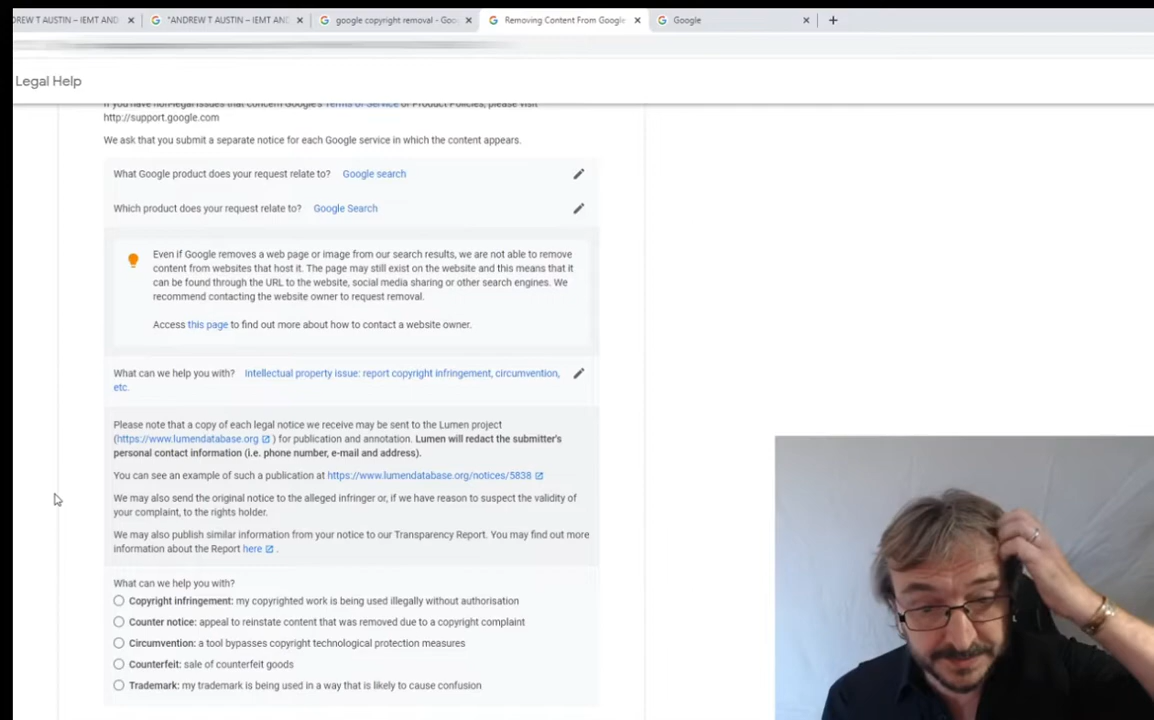 REW T AUSTIN – IEMT AND
"ANDREW T AUSTIN – IEMT AND
google copyright removal - Goo
Removing Content From Google
Google
Legal Help
If you have non-legal issues that concern Google's Terms of Service or Product Policies, please visit
http://support.google.com
We ask that you submit a separate notice for each Google service in which the content appears.
What Google product does your request relate to? Google search
Which product does your request relate to? Google Search
Even if Google removes a web page or image from our search results, we are not able to remove
content from websites that host it. The page may still exist on the website and this means that it
can be found through the URL to the website, social media sharing or other search engines. We
recommend contacting the website owner to request removal.
Access this page to find out more about how to contact a website owner.
What can we help you with? Intellectual property issue: report copyright infringement, circumvention,
etc.
Please note that a copy of each legal notice we receive may be sent to the Lumen project
(https://www.lumendatabase.org ) for publication and annotation. Lumen will redact the submitter's
personal contact information (i.e. phone number, e-mail and address).
You can see an example of such a publication at https://www.lumendatabase.org/notices/5838
We may also send the original notice to the alleged infringer or, if we have reason to suspect the validity of
your complaint, to the rights holder.
We may also publish similar information from your notice to our Transparency Report. You may find out more
information about the Report here .
What can we help you with?
Copyright infringement: my copyrighted work is being used illegally without authorisation
Counter notice: appeal to reinstate content that was removed due to a copyright complaint
Circumvention: a tool bypasses copyright technological protection measures
Counterfeit: sale of counterfeit goods
Trademark: my trademark is being used in a way that is likely to cause confusion